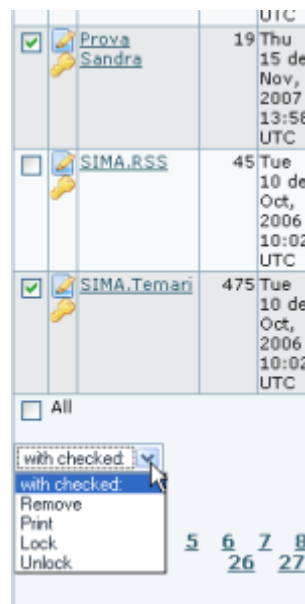 UTC
Prova 19 Thu
Sandra 15 de
Nov,
2007
13:58
UTC
SIMA.RSS 45 Tue
10 de
Oct,
2006
10:02
UTC
SIMA.Temari 475 Tue
10 de
Oct,
2006
10:02
UTC
All
with checked:
with checked:
Remove
Print
Lock
Unlock
5 6 7 8
26 27